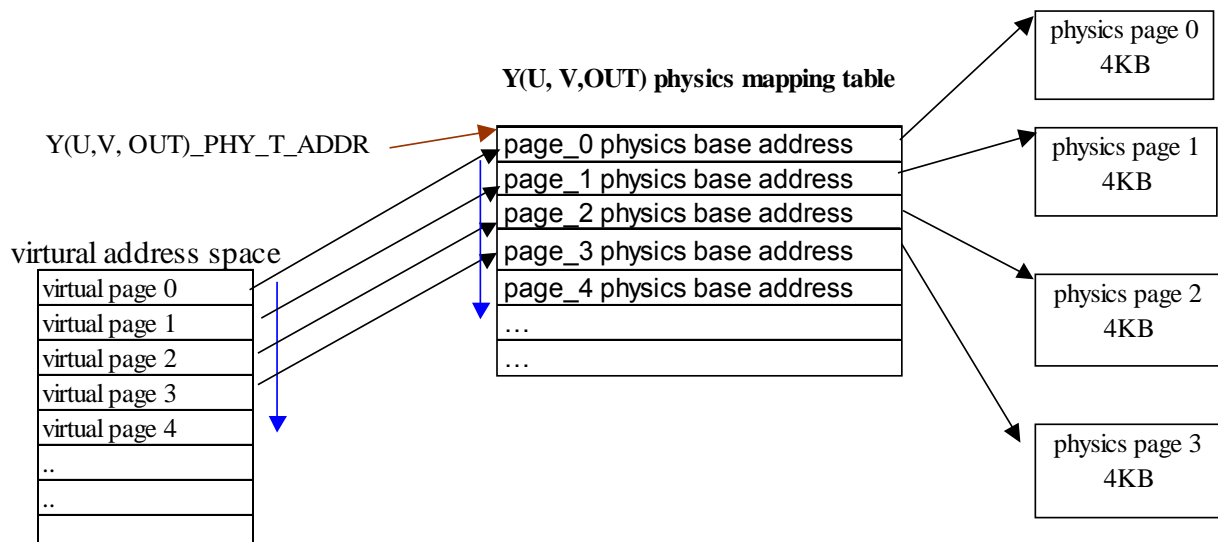 Y(U, V,OUT) physics mapping table
Y(U,V, OUT)_PHY_T_ADDR
page_0 physics base address
page_1 physics base address
page_2 physics base address
page_3 physics base address
page_4 physics base address
…
…
virtural address space
virtual page 0
virtual page 1
virtual page 2
virtual page 3
virtual page 4
..
..
physics page 0
4KB
physics page 1
4KB
physics page 2
4KB
physics page 3
4KB